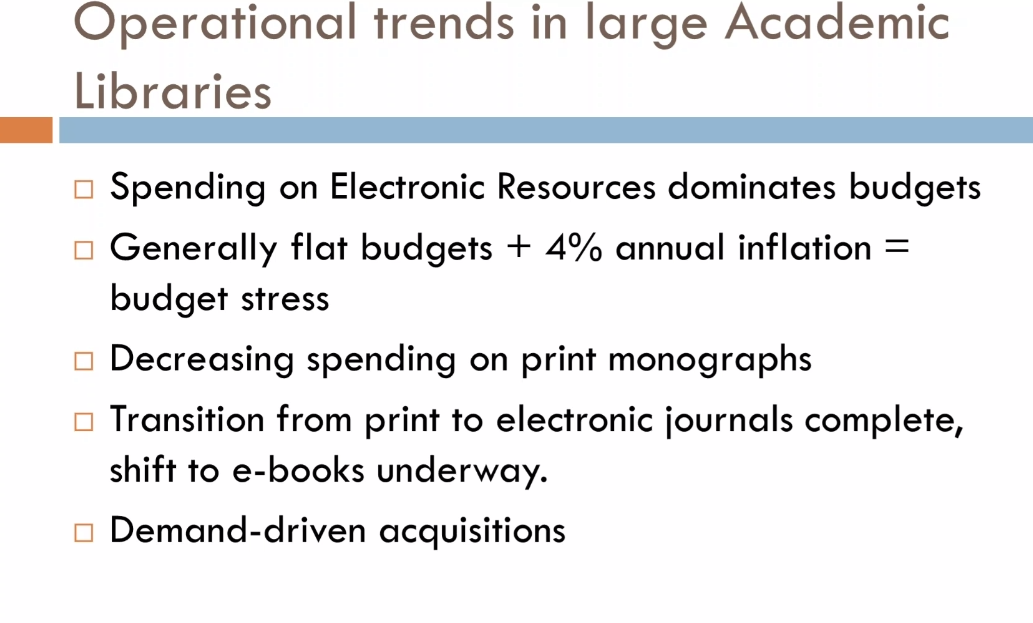 Operational trends in large Academic
Libraries
Spending on Electronic Resources dominates budgets
Generally flat budgets + 4% annual inflation =
budget stress
Decreasing spending on print monographs
Transition from print to electronic journals complete,
shift to e-books underway.
Demand-driven acquisitions